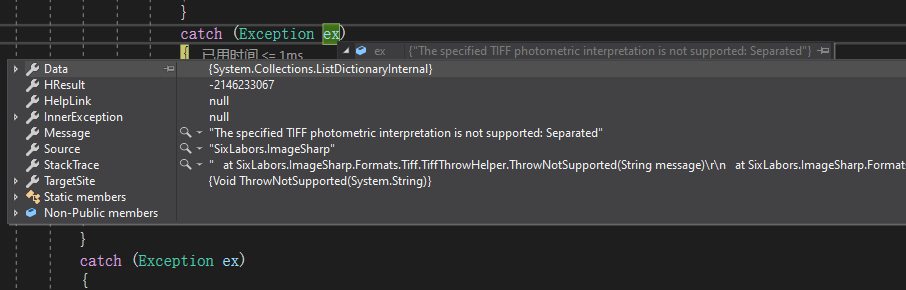 }
catch (Exception ex)
{ 已用时间 <= 1ms
ex {"The specified TIFF photometric interpretation is not supported: Separated"}
Data {System.Collections.ListDictionaryInternal}
HResult -2146233067
HelpLink null
InnerException null
Message "The specified TIFF photometric interpretation is not supported: Separated"
Source "SixLabors.ImageSharp"
StackTrace "   at SixLabors.ImageSharp.Formats.Tiff.TiffThrowHelper.ThrowNotSupported(String message)\r\n   at SixLabors.ImageSharp.Formats
TargetSite {Void ThrowNotSupported(System.String)}
Static members
Non-Public members
}
catch (Exception ex)
{